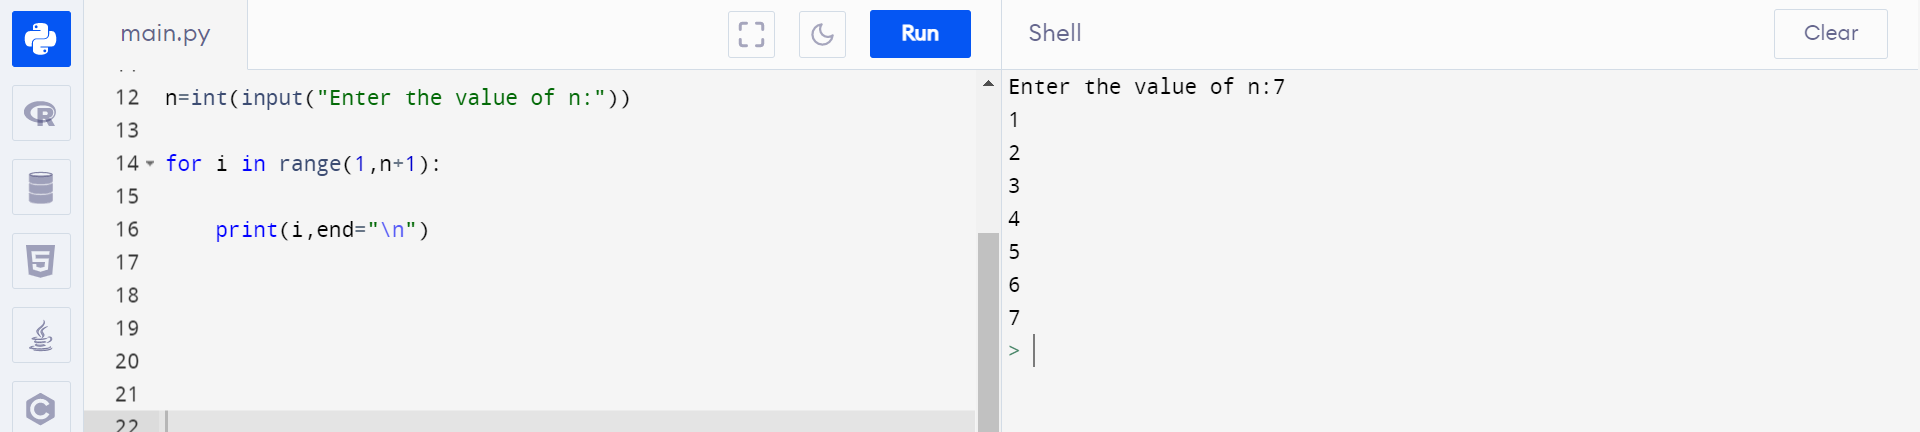 main.py
Run
Shell
Clear
12 n=int(input("Enter the value of n:"))
13
14 for i in range(1,n+1):
15
16 print(i,end="\n")
17
18
19
20
21
22
Enter the value of n:7
1
2
3
4
5
6
7
>
R
5
C